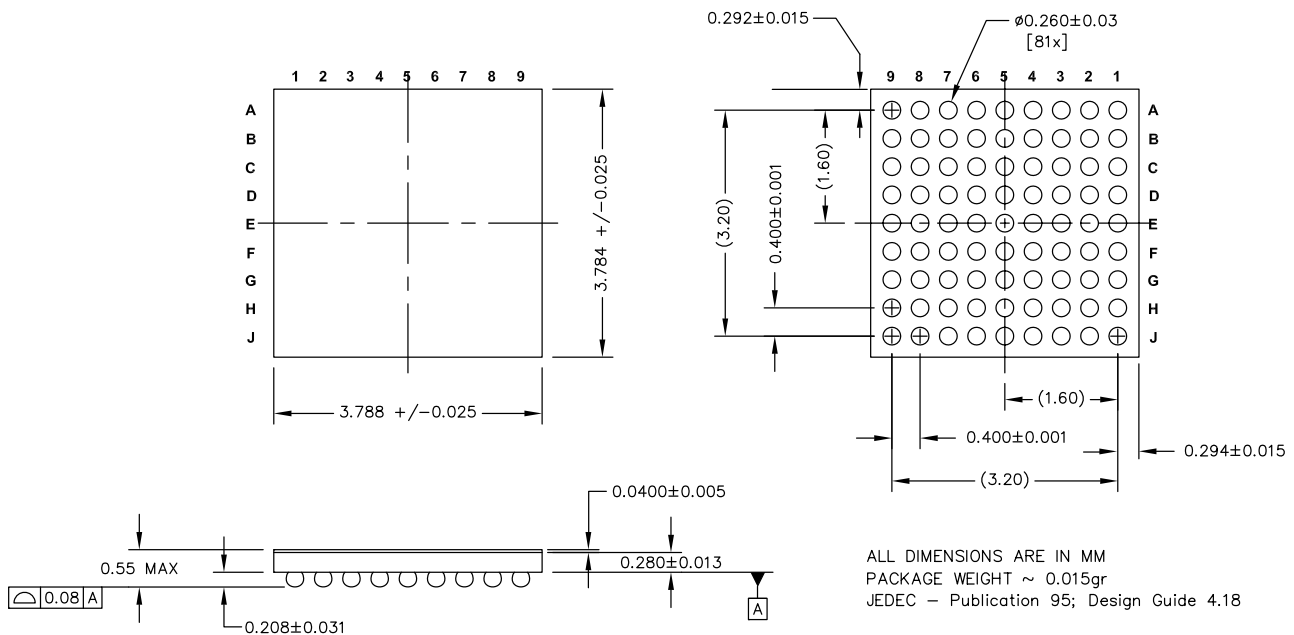 0.292±0.015
ø0.260±0.03
[81x]
1 2 3 4 5 6 7 8 9
9 8 7 6 5 4 3 2 1
A
B
C
D
E
F
G
H
J
3.784 +/-0.025
3.788 +/-0.025
(3.20)
(1.60)
0.400±0.001
A
B
C
D
E
F
G
H
J
(1.60)
0.400±0.001
0.294±0.015
(3.20)
0.0400±0.005
0.280±0.013
0.55 MAX
0.08 A
0.208±0.031
A
ALL DIMENSIONS ARE IN MM
PACKAGE WEIGHT ~ 0.015gr
JEDEC – Publication 95; Design Guide 4.18